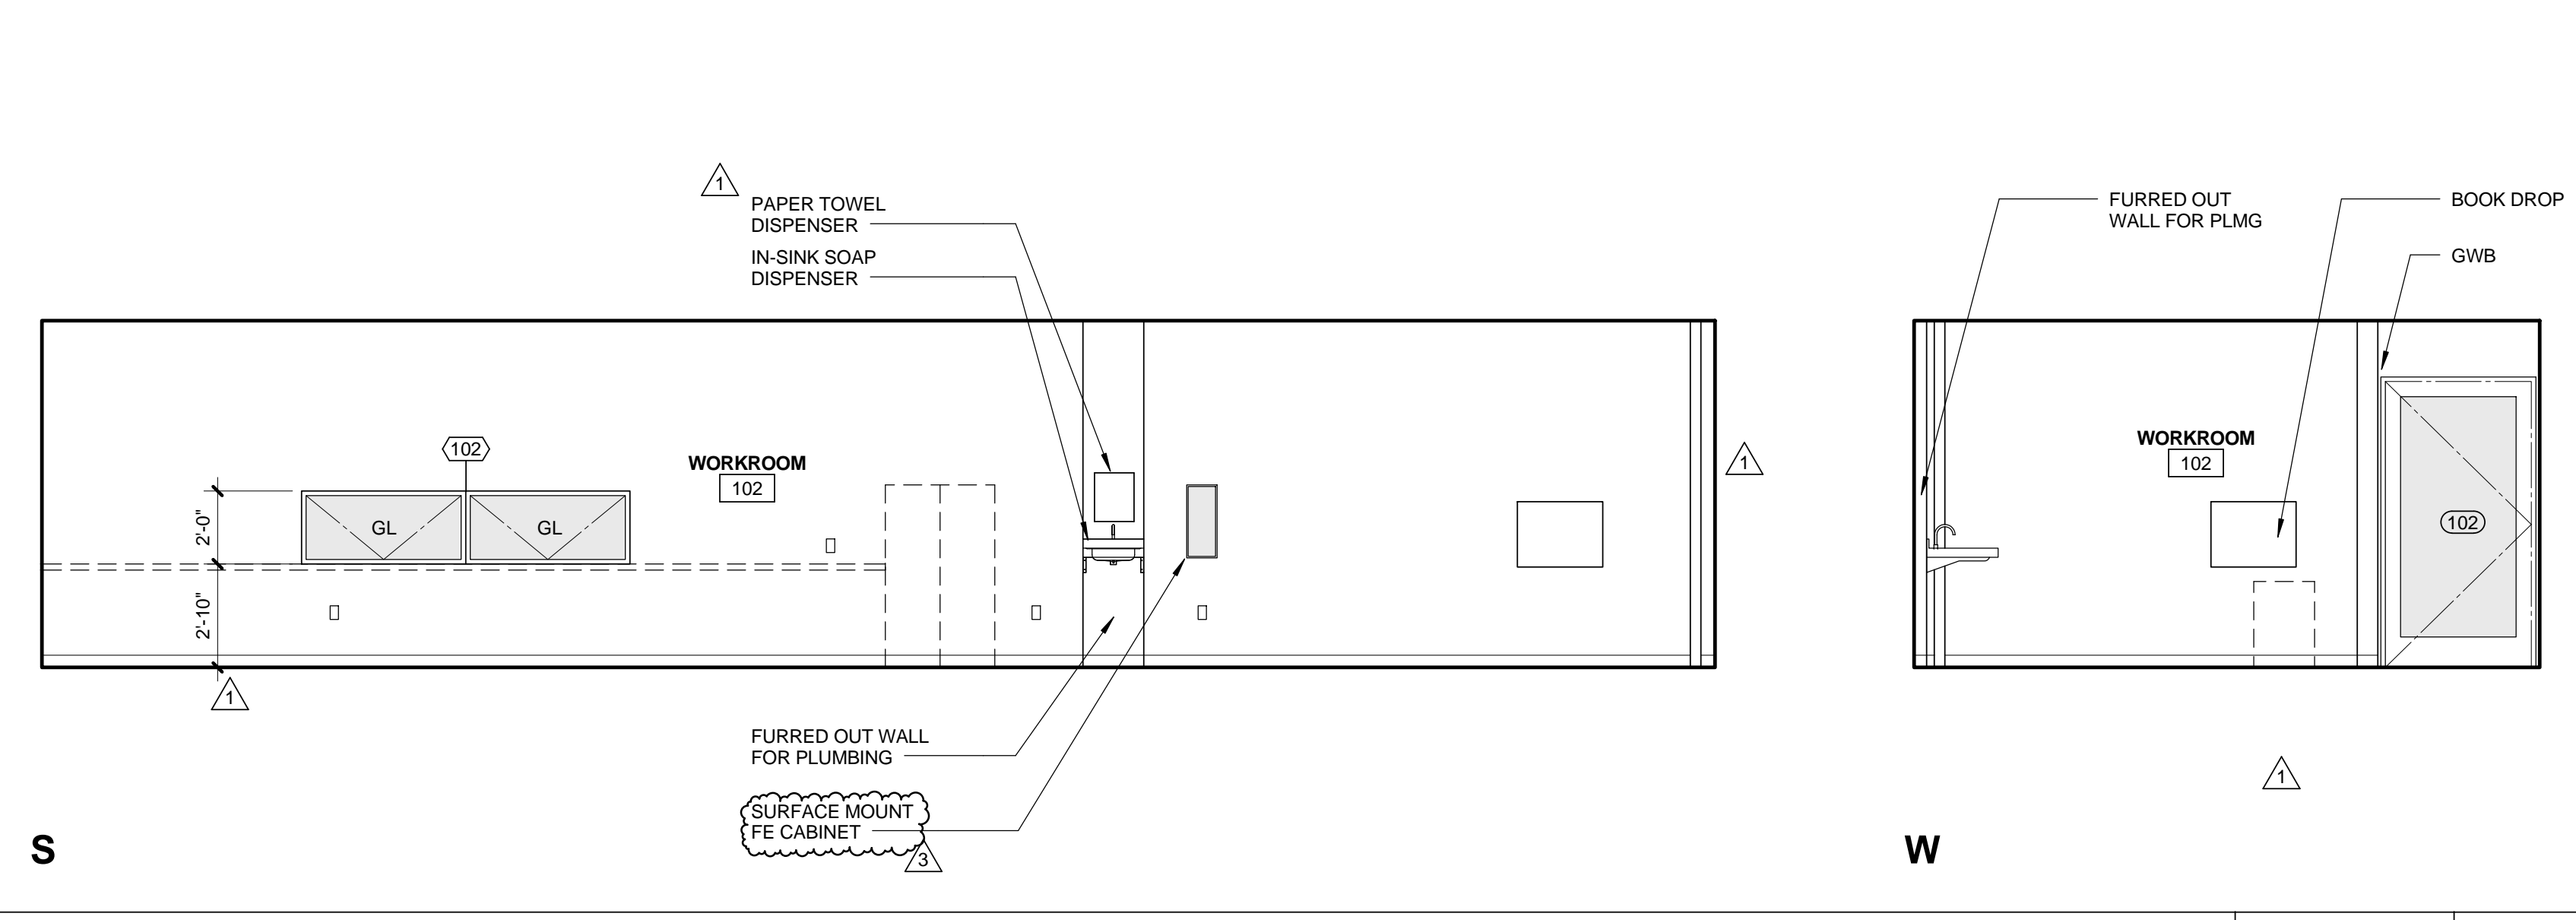 1
PAPER TOWEL
DISPENSER
IN-SINK SOAP
DISPENSER
102
WORKROOM
102
GL
GL
2'-0"
2'-10"
1
1
FURRED OUT WALL
FOR PLUMBING
SURFACE MOUNT
FE CABINET
3
S
FURRED OUT
WALL FOR PLMG
BOOK DROP
GWB
WORKROOM
102
102
1
W